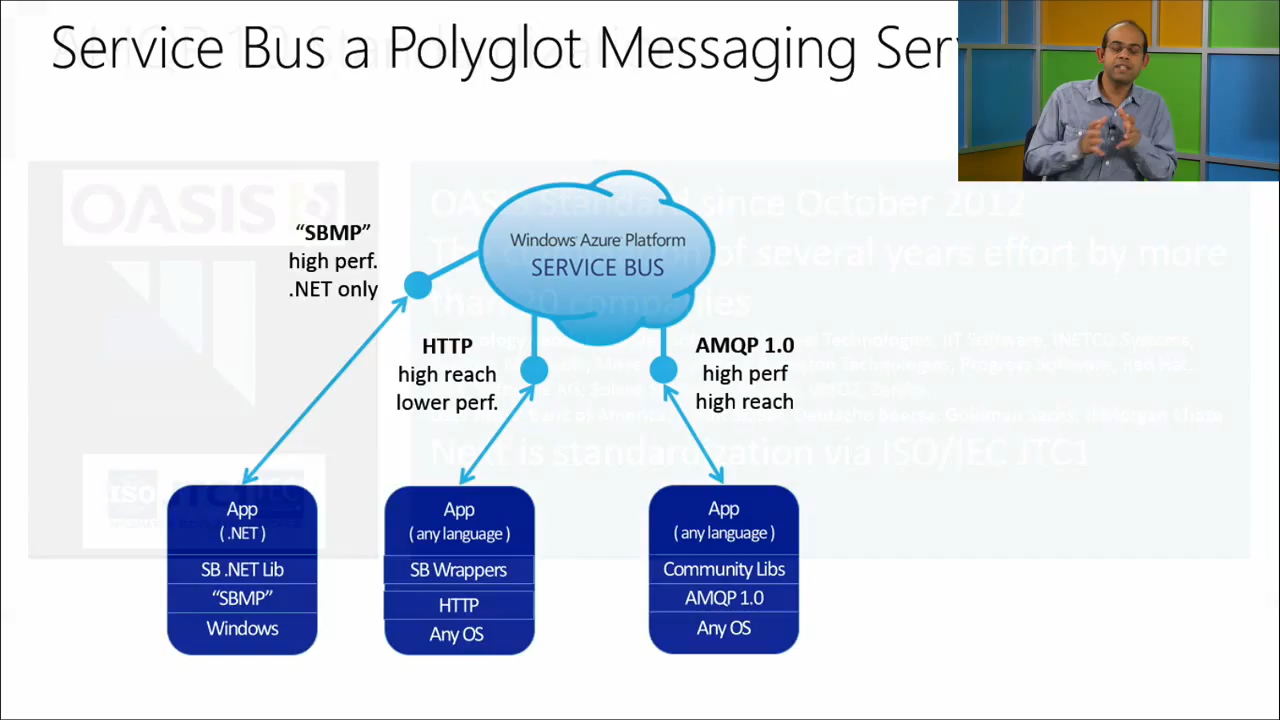 Service Bus a Polyglot Messaging Ser
OASIS
OASIS Standard since October 2012
of several years effort by more
than 20 companies
Next is standardization via ISO/IEC JTC1
ISO
Windows Azure Platform
SERVICE BUS
“SBMP”
high perf.
.NET only
HTTP
high reach
lower perf.
AMQP 1.0
high perf
high reach
App
( .NET )
SB .NET Lib
“SBMP”
Windows
App
( any language )
SB Wrappers
HTTP
Any OS
App
( any language )
Community Libs
AMQP 1.0
Any OS